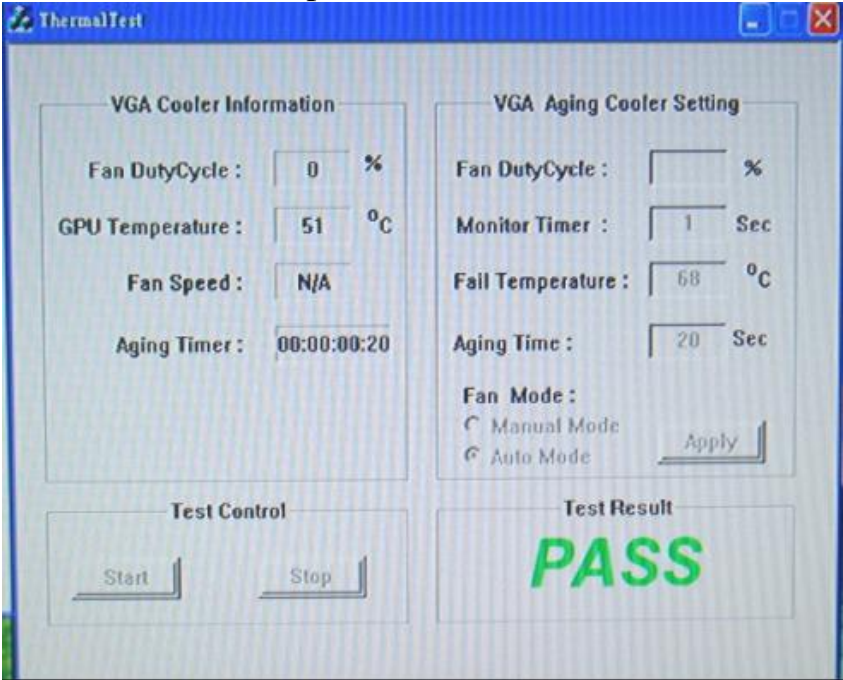 ThermalTest
VGA Cooler Information
Fan DutyCycle : 0 %
GPU Temperature : 51 °C
Fan Speed : N/A
Aging Timer : 00:00:00:20
VGA Aging Cooler Setting
Fan DutyCycle : %
Monitor Timer : 1 Sec
Fail Temperature : 68 °C
Aging Time : 20 Sec
Fan Mode :
Manual Mode
Auto Mode
Apply
Test Control
Start Stop
Test Result
PASS